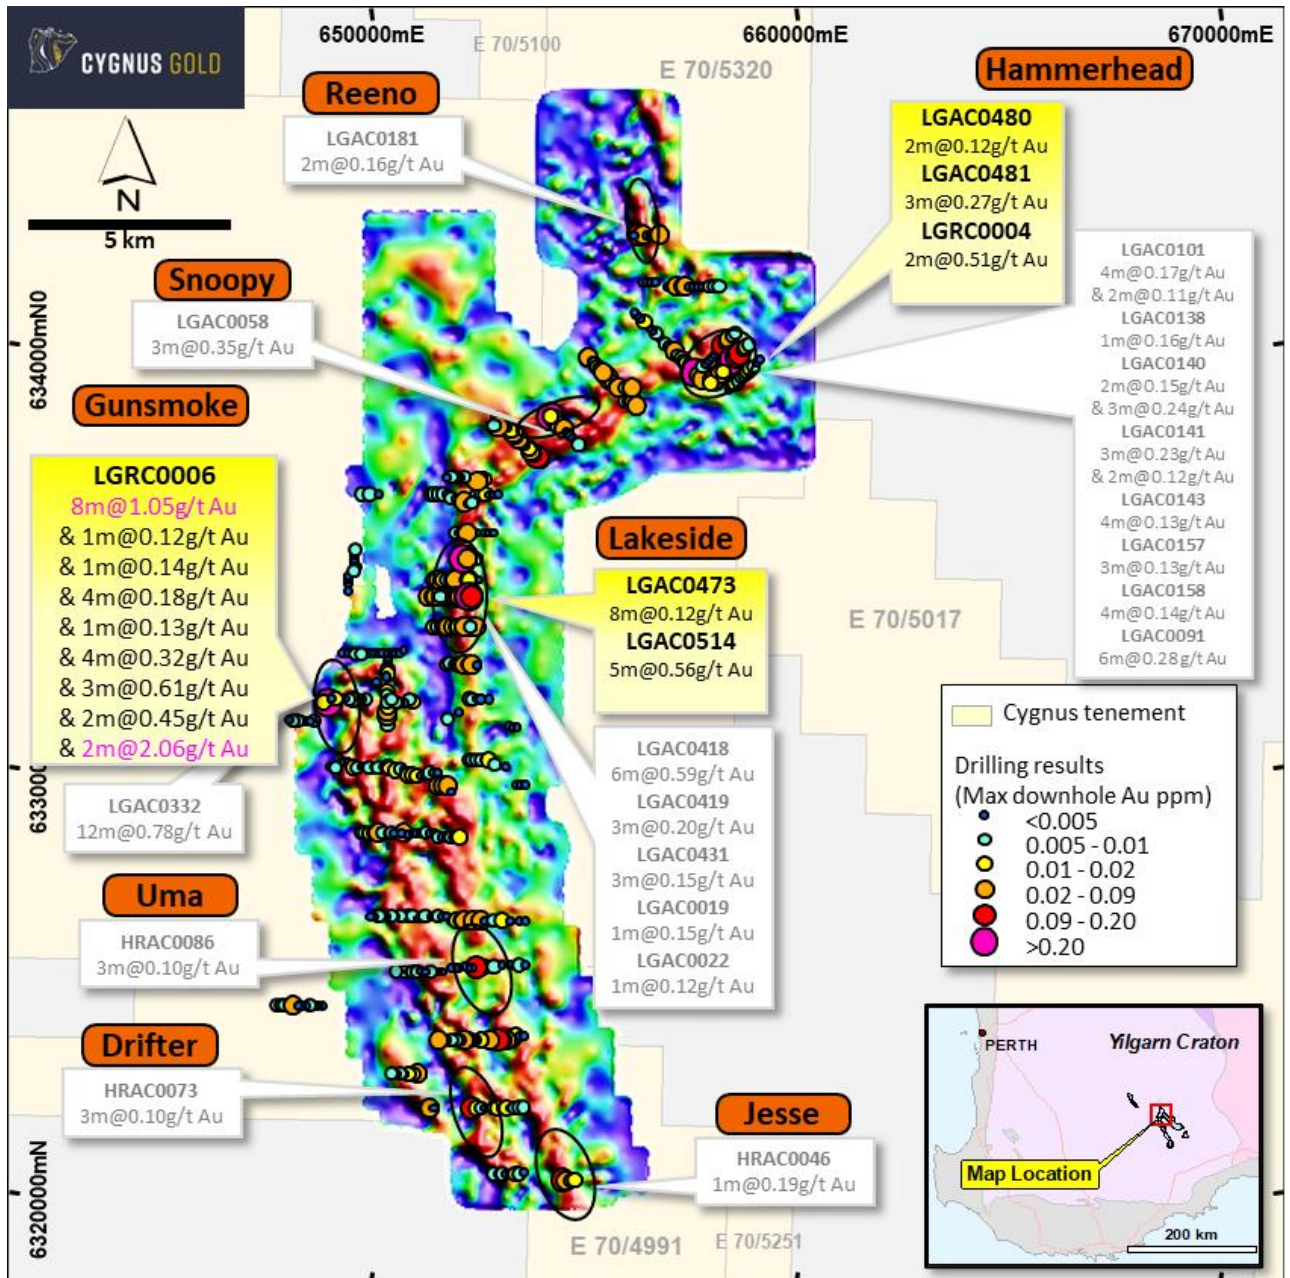 CYGNUS GOLD
650000mE
660000mE
670000mE
E 70/5100
E 70/5320
Hammerhead
Reeno
LGAC0181
2m@0.16g/t Au
LGAC0480
2m@0.12g/t Au
LGAC0481
3m@0.27g/t Au
LGRC0004
2m@0.51g/t Au
N
5 km
LGAC0101
4m@0.17g/t Au
& 2m@0.11g/t Au
LGAC0138
1m@0.16g/t Au
LGAC0140
2m@0.15g/t Au
& 3m@0.24g/t Au
LGAC0141
3m@0.23g/t Au
& 2m@0.12g/t Au
LGAC0143
4m@0.13g/t Au
LGAC0157
3m@0.13g/t Au
LGAC0158
4m@0.14g/t Au
LGAC0091
6m@0.28g/t Au
Snoopy
LGAC0058
3m@0.35g/t Au
634000mN0
Gunsmoke
LGRC0006
8m@1.05g/t Au
& 1m@0.12g/t Au
& 1m@0.14g/t Au
& 4m@0.18g/t Au
& 1m@0.13g/t Au
& 4m@0.32g/t Au
& 3m@0.61g/t Au
& 2m@0.45g/t Au
& 2m@2.06g/t Au
Lakeside
LGAC0473
8m@0.12g/t Au
LGAC0514
5m@0.56g/t Au
E 70/5017
LGAC0418
6m@0.59g/t Au
LGAC0419
3m@0.20g/t Au
LGAC0431
3m@0.15g/t Au
LGAC0019
1m@0.15g/t Au
LGAC0022
1m@0.12g/t Au
63300
LGAC0332
12m@0.78g/t Au
Cygnus tenement
Drilling results
(Max downhole Au ppm)
<0.005
0.005 - 0.01
0.01 - 0.02
0.02 - 0.09
0.09 - 0.20
>0.20
Uma
HRAC0086
3m@0.10g/t Au
Drifter
HRAC0073
3m@0.10g/t Au
Jesse
HRAC0046
1m@0.19g/t Au
632000mN
E 70/4991
E 70/5251
PERTH
Yilgarn Craton
Map Location
200 km